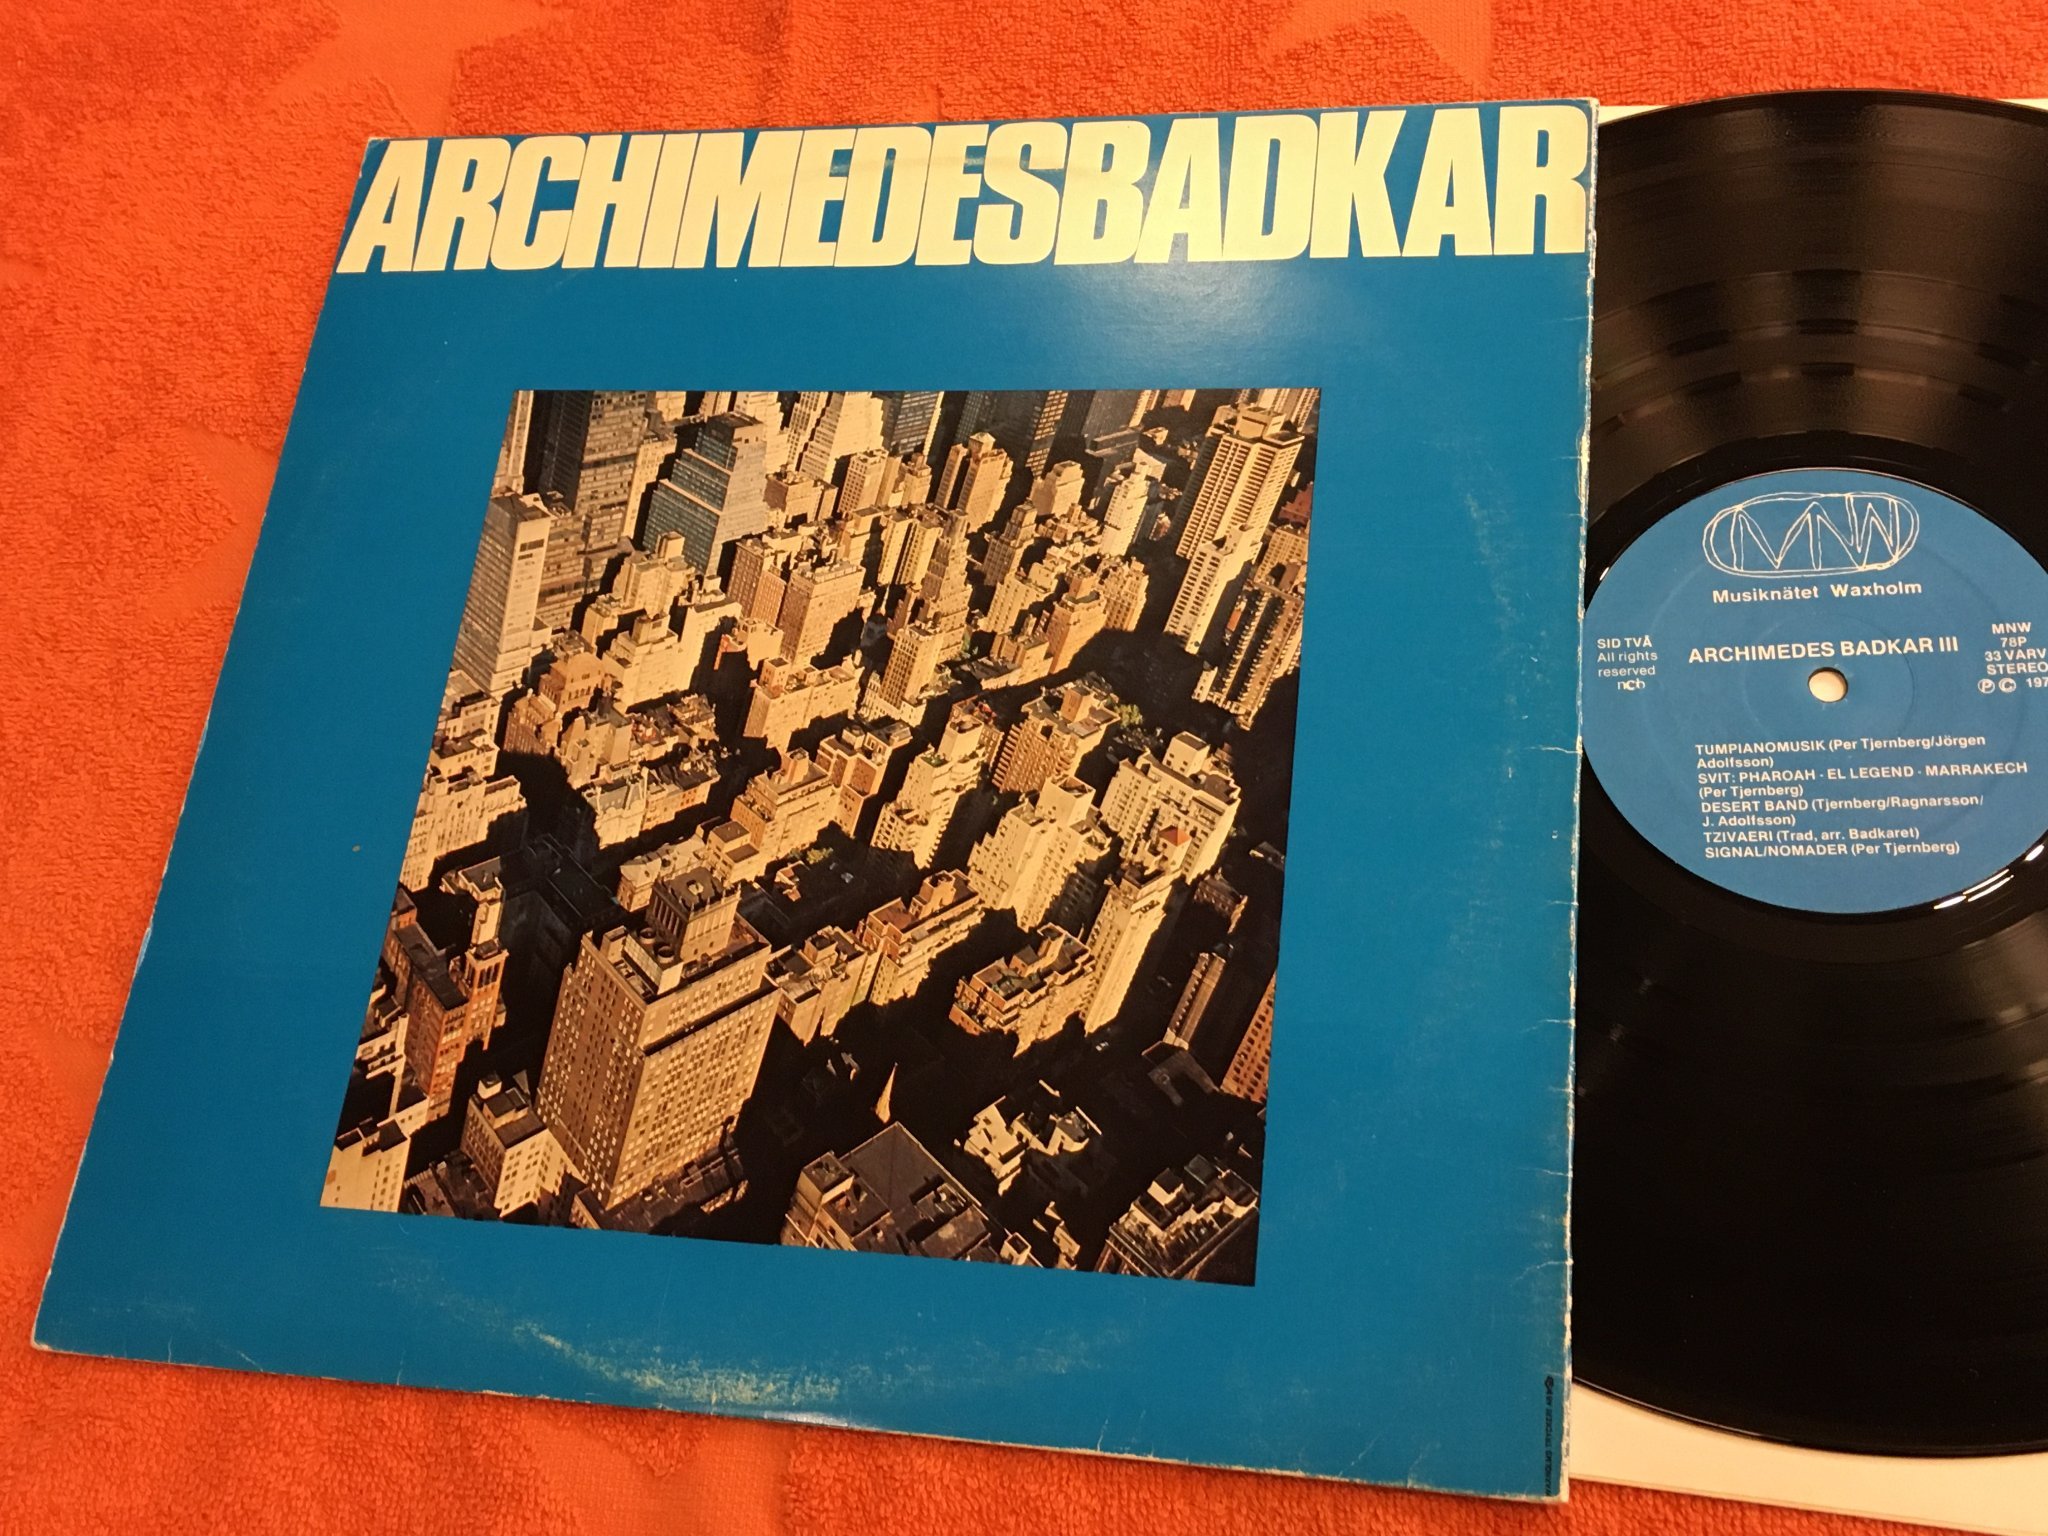 ARCHIMEDESBADKAR
MNW
Musiknätet Waxholm
SID TVÅ
All rights
reserved
ncb
ARCHIMEDES BADKAR III
MNW
78P
33 VARV
STEREO
Ⓟ © 197
TUMPIANOMUSIK (Per Tjernberg/Jörgen
Adolfsson)
SVIT: PHAROAH - EL LEGEND - MARRAKECH
(Per Tjernberg)
DESERT BAND (Tjernberg/Ragnarsson/
J. Adolfsson)
TZIVAERI (Trad, arr. Badkaret)
SIGNAL/NOMADER (Per Tjernberg)